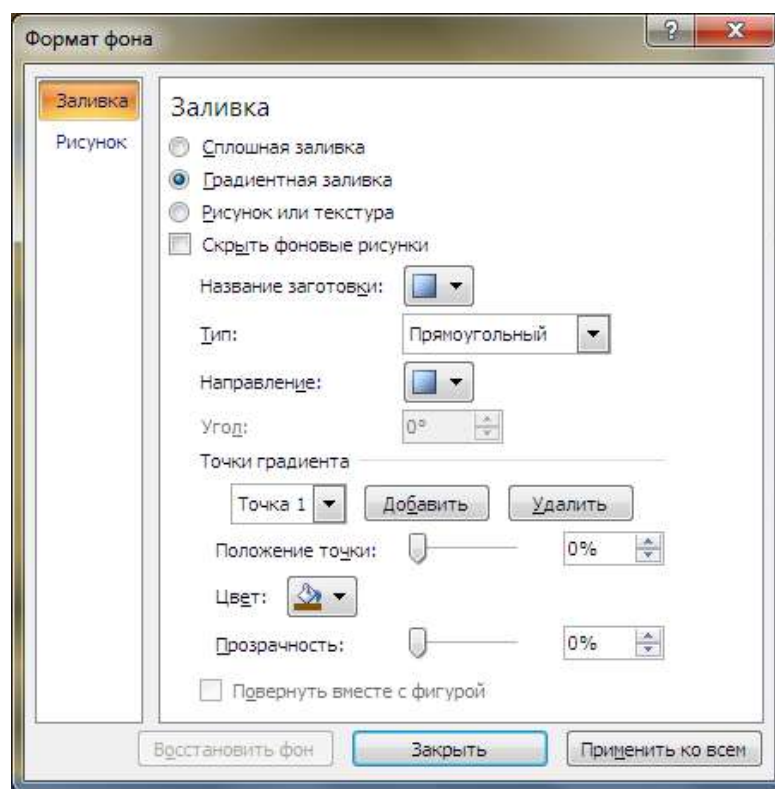 Формат фона
Заливка
Рисунок
Заливка
Сплошная заливка
Градиентная заливка
Рисунок или текстура
Скрыть фоновые рисунки
Название заготовки:
Тип: Прямоугольный
Направление:
Угол: 0°
Точки градиента
Точка 1 Добавить Удалить
Положение точки: 0%
Цвет:
Прозрачность: 0%
Повернуть вместе с фигурой
Восстановить фон Закрыть Применить ко всем